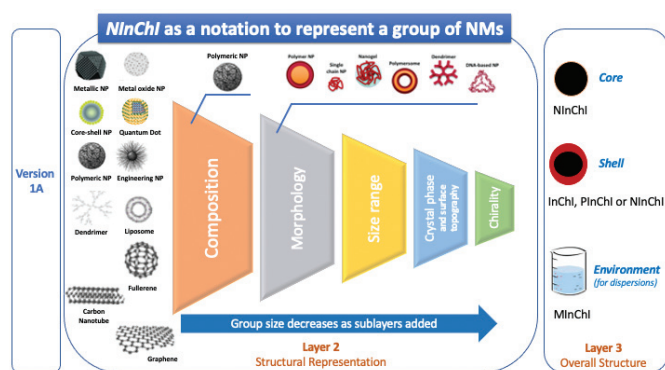 NInChI as a notation to represent a group of NMs
Version
1A
Metallic NP
Metal oxide NP
Core-shell NP
Quantum Dot
Polymeric NP
Engineering NP
Dendrimer
Liposome
Fullerene
Carbon
Nanotube
Graphene
Polymeric NP
Polymer NP
Single
chain NP
Nanogel
Polymersome
Dendrimer
DNA-based NP
Composition
Morphology
Size range
Crystal phase
and surface
topography
Chirality
Group size decreases as sublayers added
Layer 2
Structural Representation
Core
NInChI
Shell
InChI, PInChI or NInChI
Environment
(for dispersions)
MInChI
Layer 3
Overall Structure